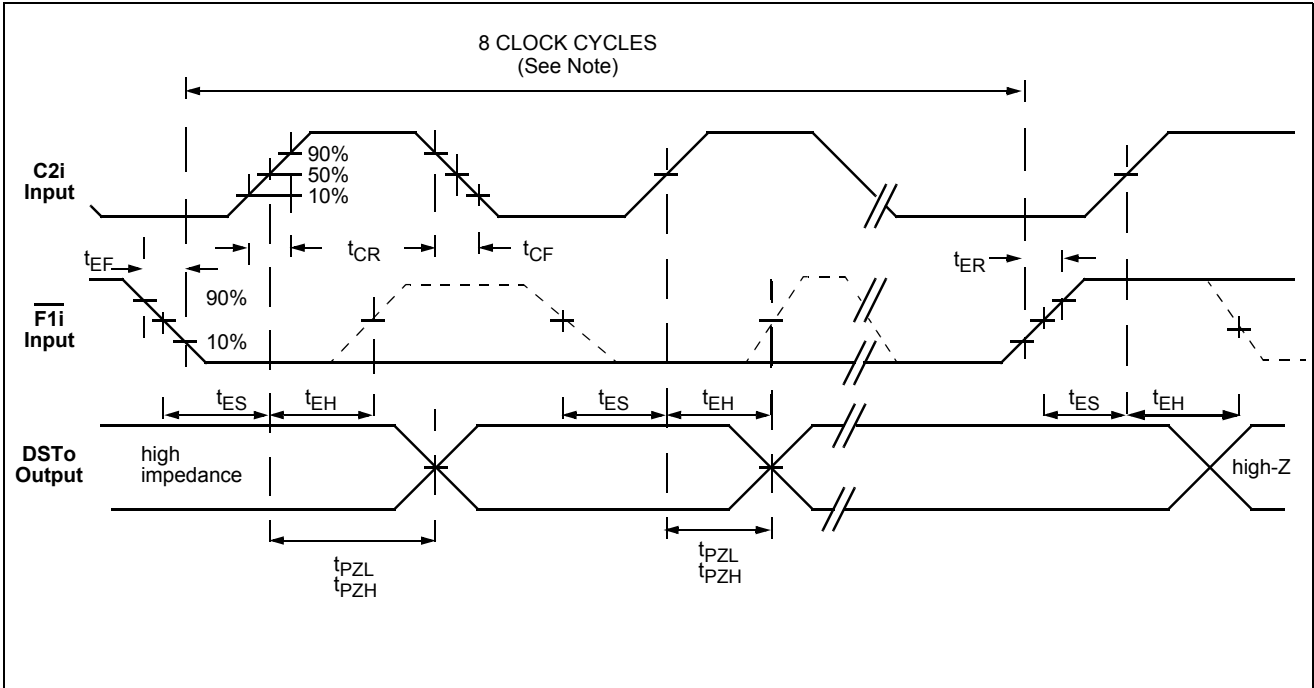 8 CLOCK CYCLES
(See Note)
C2i
Input
90%
50%
10%
tEF
tCR
tCF
tER
F1i
Input
90%
10%
tES
tEH
tES
tEH
tES
tEH
DSTo
Output
high
impedance
high-Z
tPZL
tPZH
tPZL
tPZH